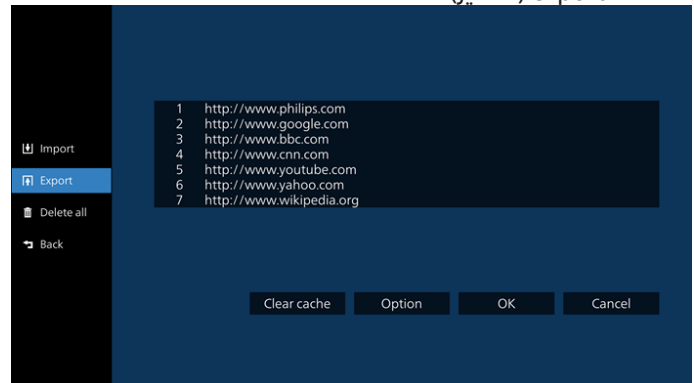 Import
Export
Delete all
Back
1 http://www.philips.com
2 http://www.google.com
3 http://www.bbc.com
4 http://www.cnn.com
5 http://www.youtube.com
6 http://www.yahoo.com
7 http://www.wikipedia.org
Clear cache Option OK Cancel